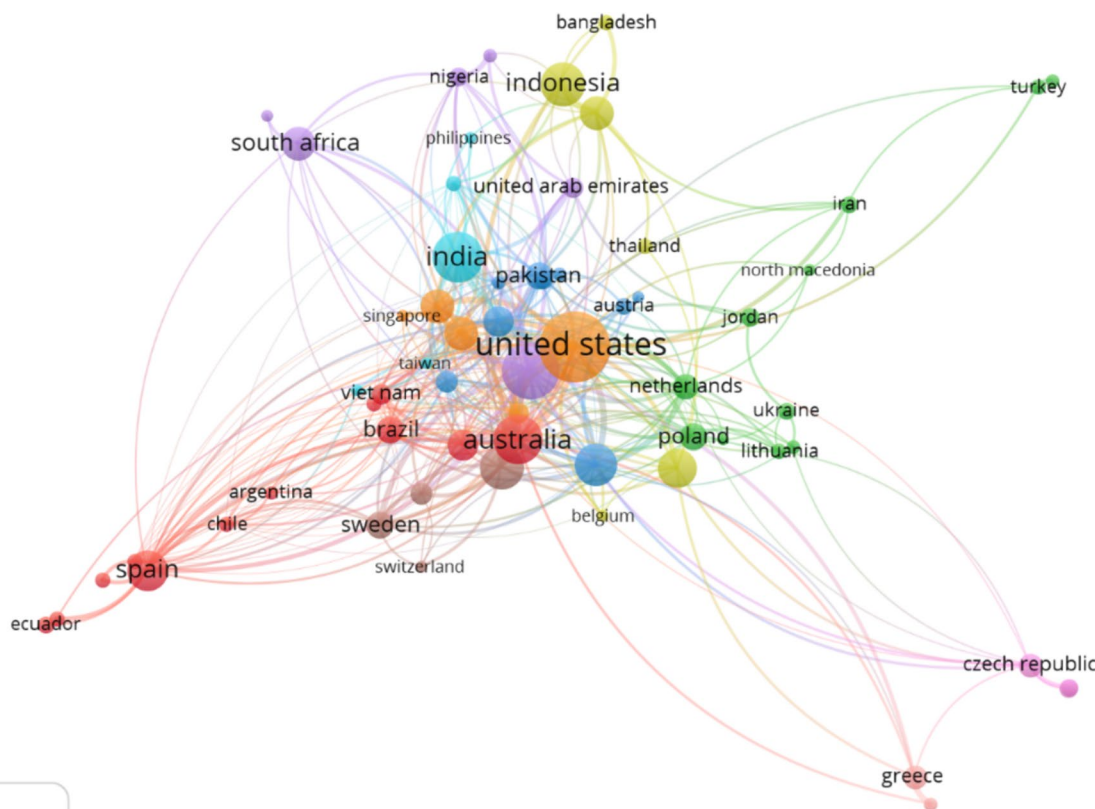 bangladesh
nigeria
indonesia
turkey
south africa
philippines
united arab emirates
iran
thailand
india
pakistan
north macedonia
austria
singapore
jordan
united states
taiwan
viet nam
netherlands
ukraine
brazil
australia
poland
lithuania
argentina
belgium
chile
sweden
switzerland
spain
ecuador
czech republic
greece